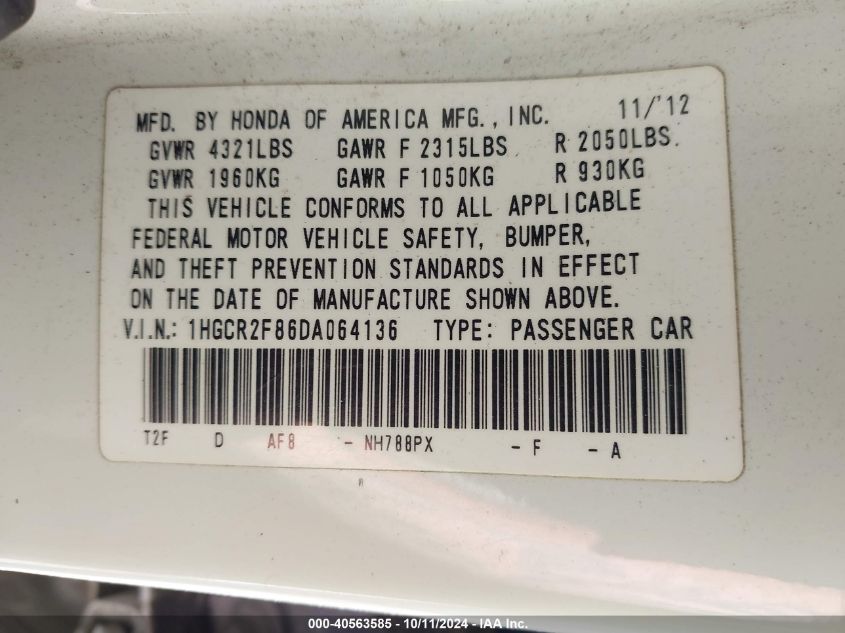 MFD. BY HONDA OF AMERICA MFG., INC. 11/'12
GVWR 4321LBS GAWR F 2315LBS R 2050LBS.
GVWR 1960KG GAWR F 1050KG R 930KG
THIS VEHICLE CONFORMS TO ALL APPLICABLE
FEDERAL MOTOR VEHICLE SAFETY, BUMPER,
AND THEFT PREVENTION STANDARDS IN EFFECT
ON THE DATE OF MANUFACTURE SHOWN ABOVE.
V.I.N.: 1HGCR2F86DA064136 TYPE: PASSENGER CAR
T2F D AF8 - NH788PX - F - A
000-40563585 - 10/11/2024 - IAA Inc.